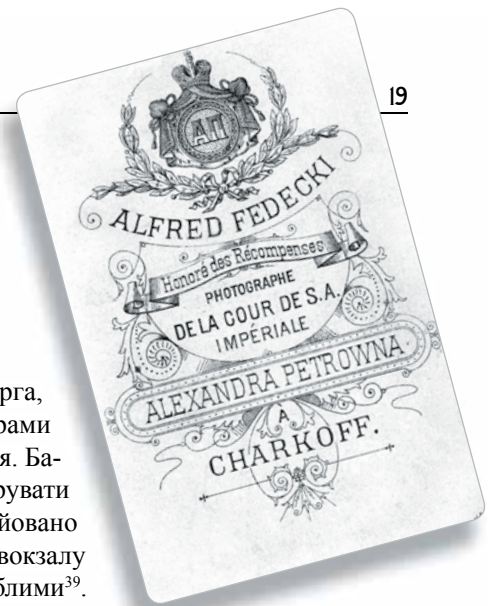 19
АП
ALFRED FEDECKI
Honoré des Récompenses
PHOTOGRAPHE
DE LA COUR DE S.A.
IMPÉRIALE
ALEXANDRA PETROWNA
A
CHARKOFF.
рга,
рами
я. Ба-
рувати
йовано
вокзалу
блими³⁹.